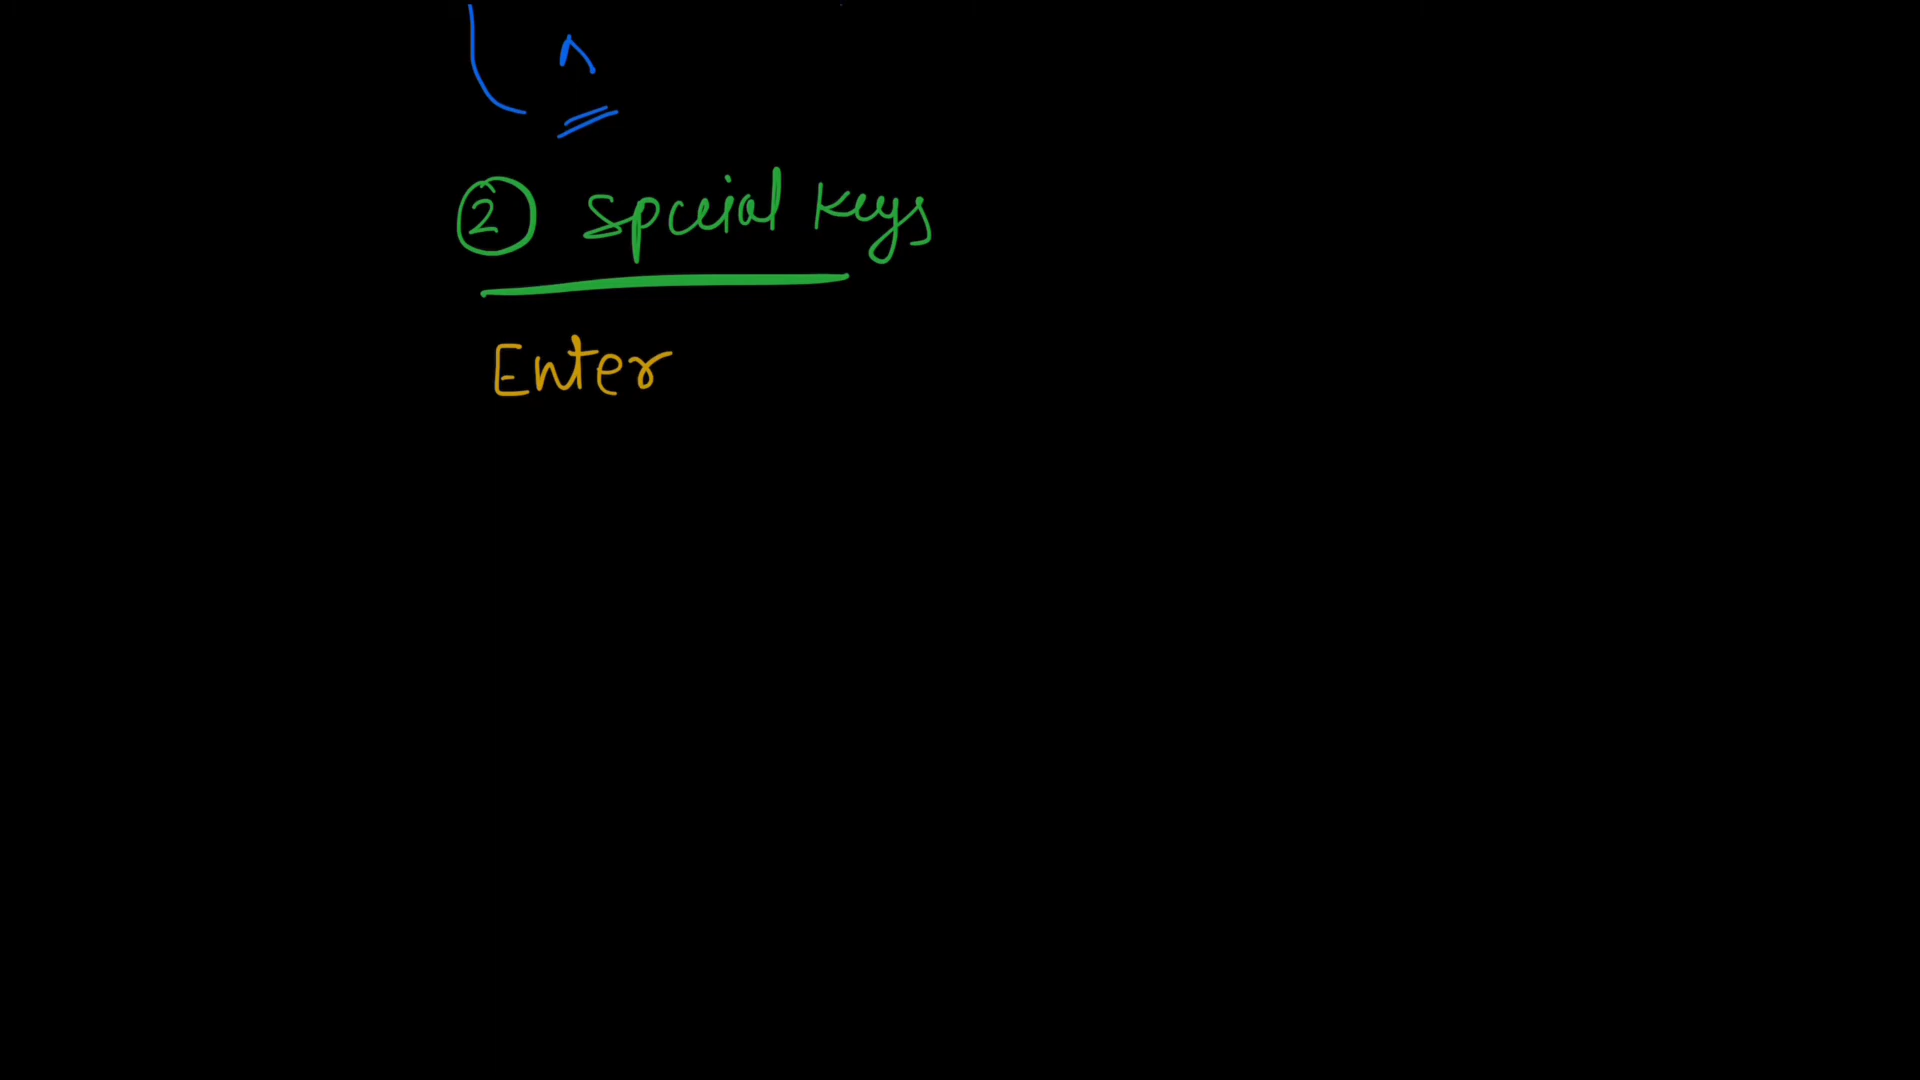 ^
② Special Keys
Enter